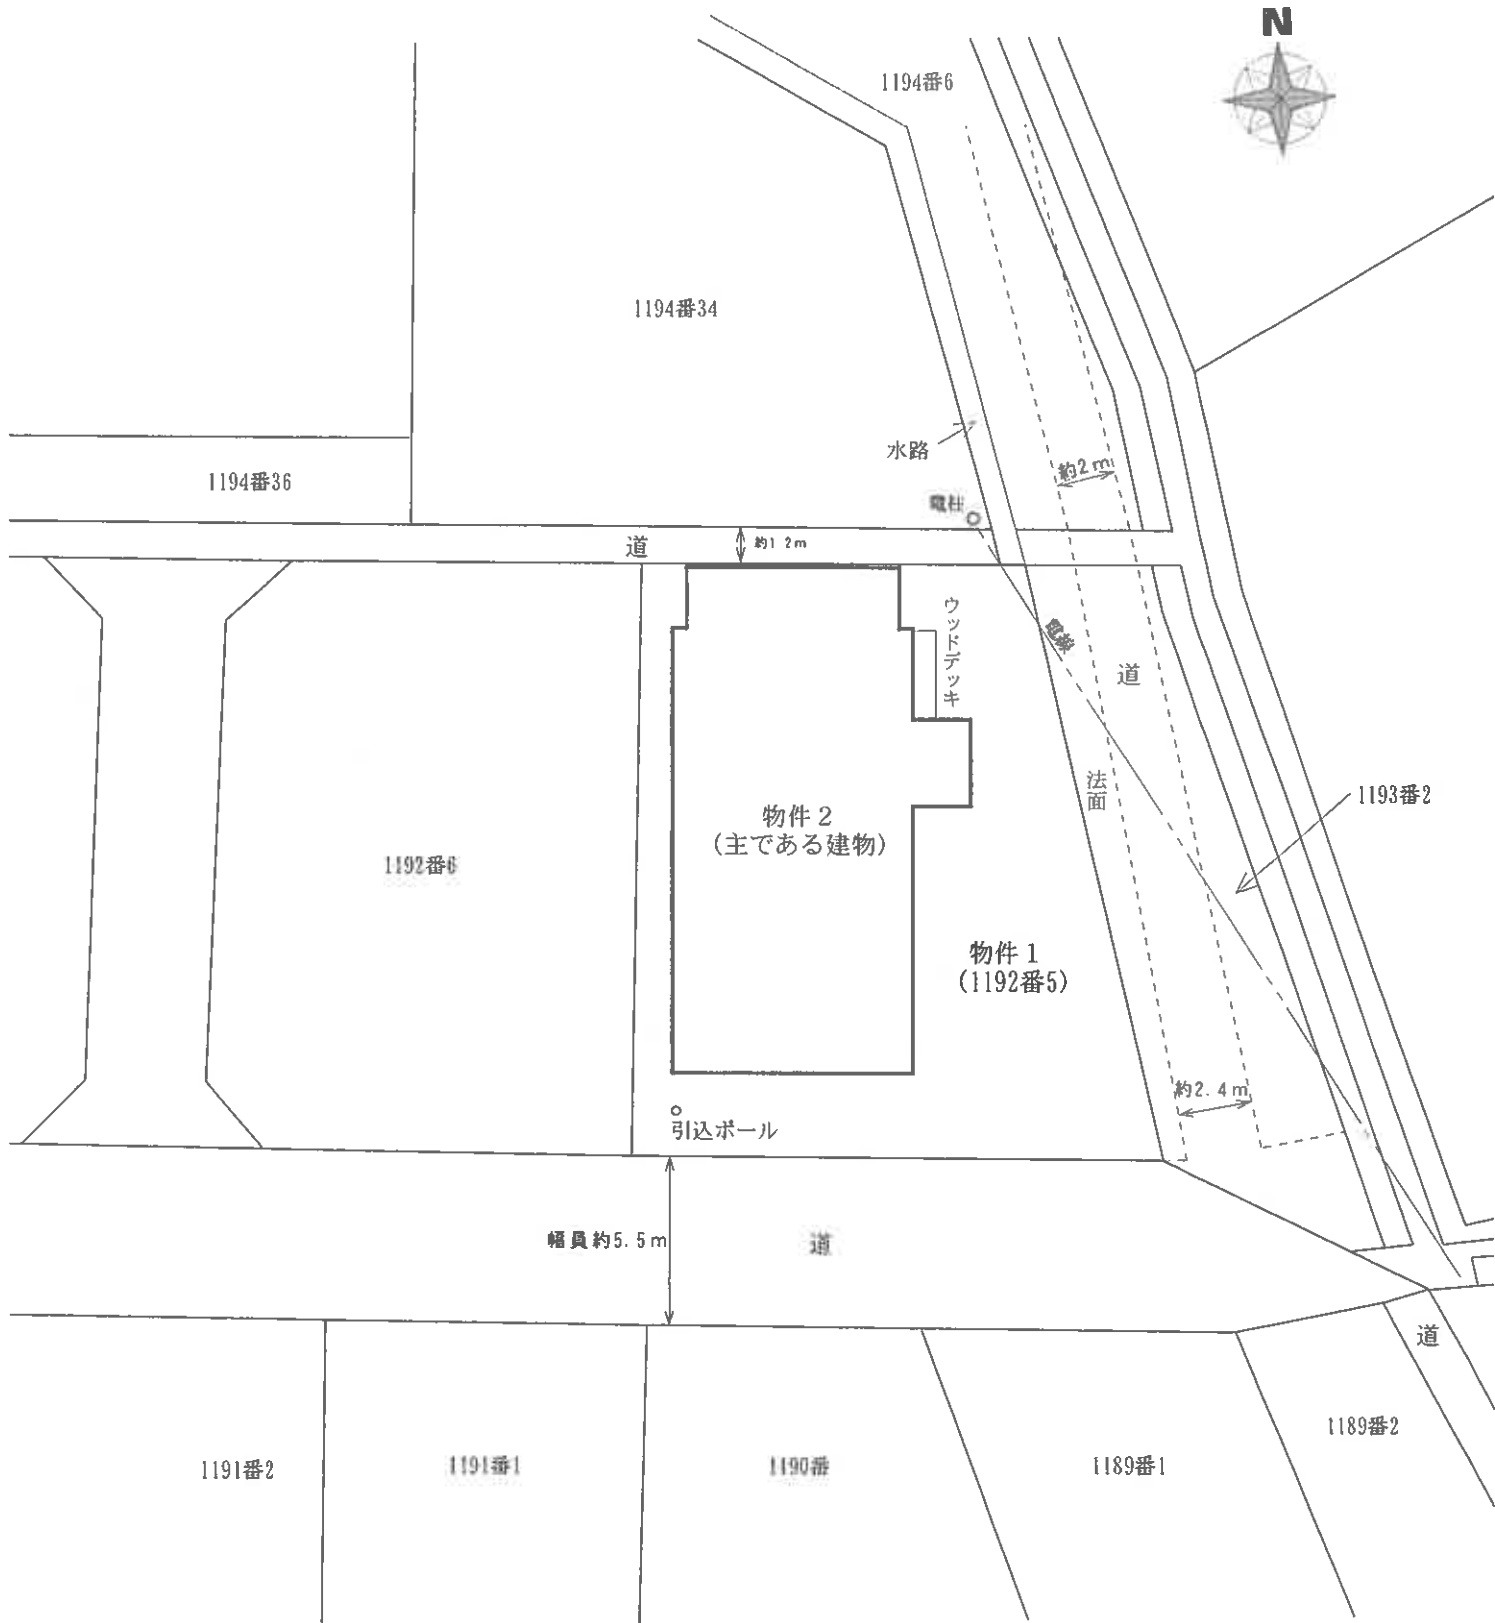 N
1194番6
1194番34
水路
約2m
1194番36
電柱
道
約1 2m
ウッドデッキ
電線
道
法面
1193番2
物件2
(主である建物)
1192番6
物件1
(1192番5)
約2.4m
引込ポール
幅員約5.5m
道
道
1189番2
1191番2
1191番1
1190番
1189番1